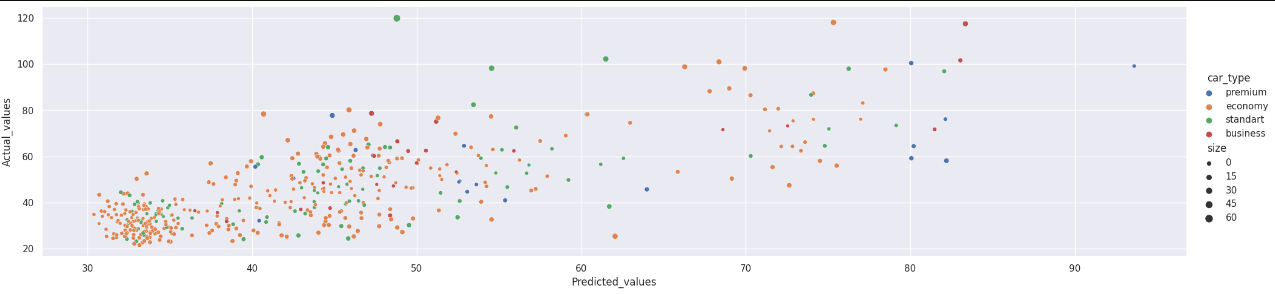 120
100
80
60
40
20
Actual_values
30 40 50 60 70 80 90
Predicted_values
car_type
premium
economy
standart
business
size
0
15
30
45
60